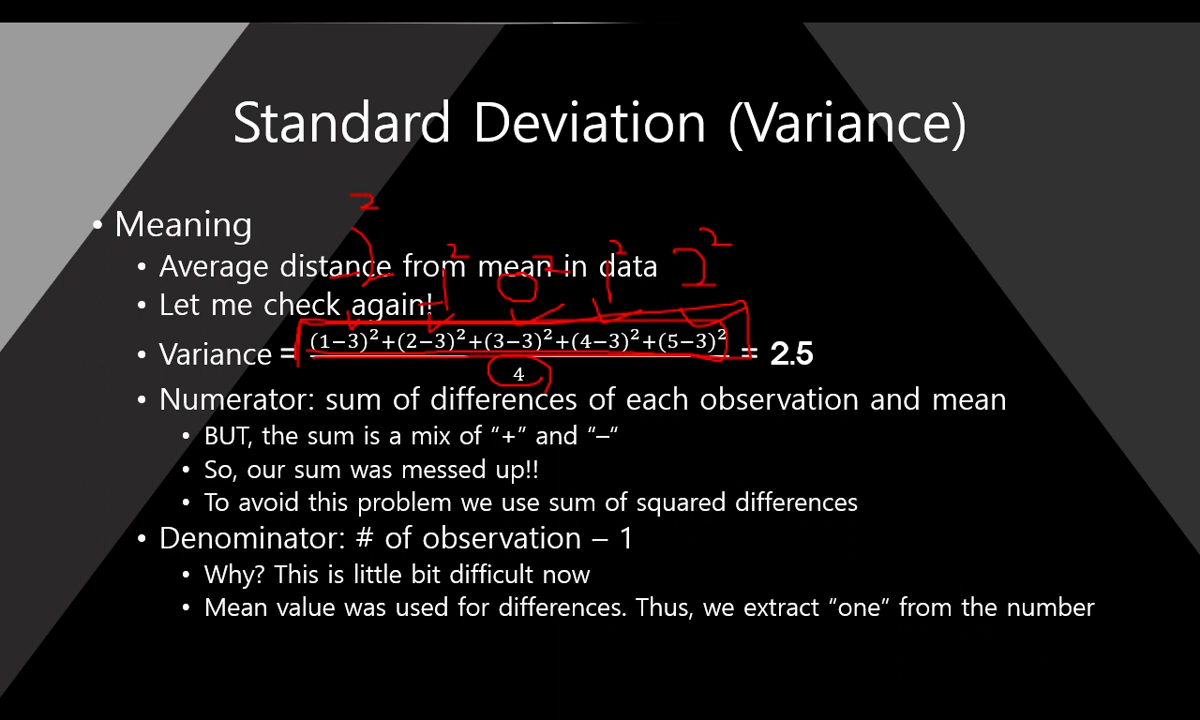 Standard Deviation (Variance)
• Meaning
• Average distance from mean in data
• Let me check again!
• Variance = \frac{(1−3)²+(2−3)²+(3−3)²+(4−3)²+(5−3)²}{4} = 2.5
• Numerator: sum of differences of each observation and mean
• BUT, the sum is a mix of “+” and “–“
• So, our sum was messed up!!
• To avoid this problem we use sum of squared differences
• Denominator: # of observation – 1
• Why? This is little bit difficult now
• Mean value was used for differences. Thus, we extract “one” from the number